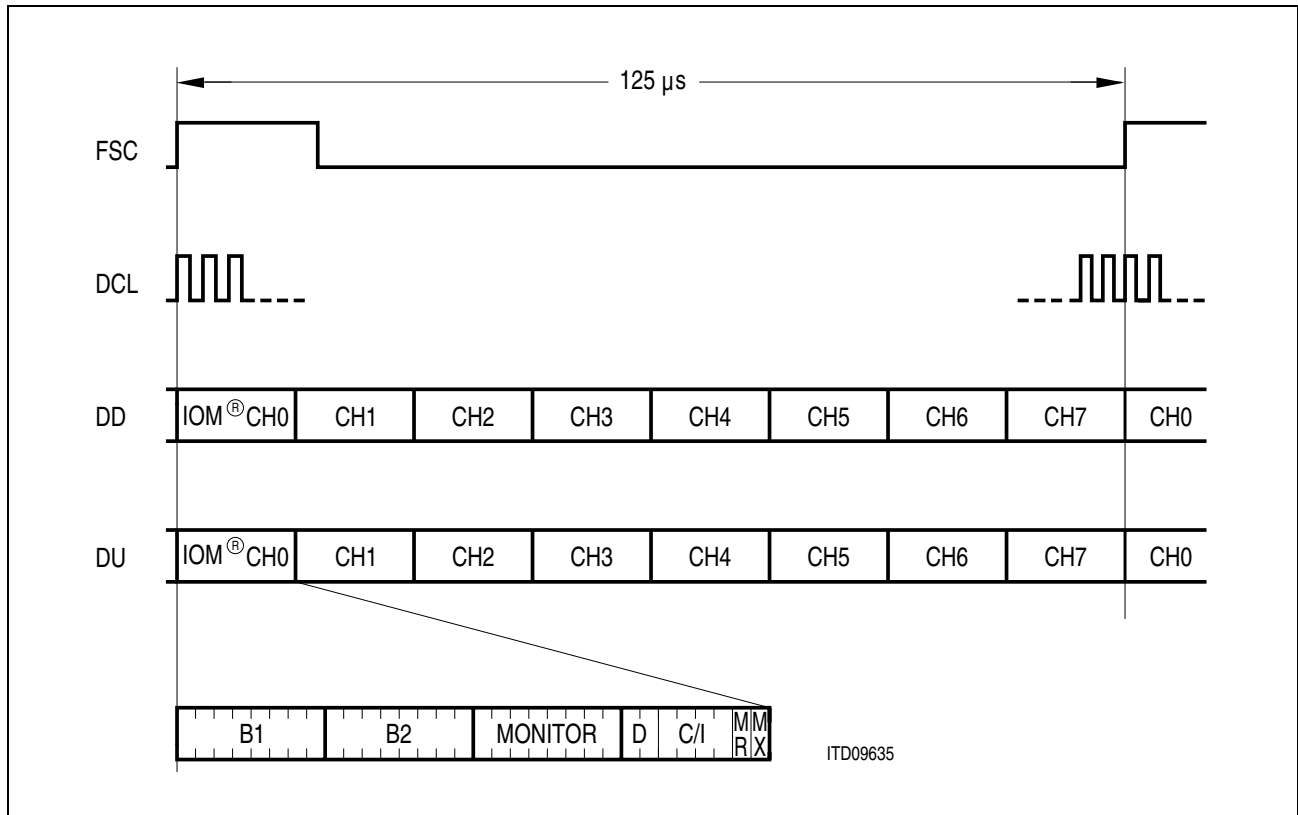 125 µs
FSC
DCL
DD IOM®CH0 CH1 CH2 CH3 CH4 CH5 CH6 CH7 CH0
DU IOM®CH0 CH1 CH2 CH3 CH4 CH5 CH6 CH7 CH0
B1 B2 MONITOR D C/I MR MX
ITD09635